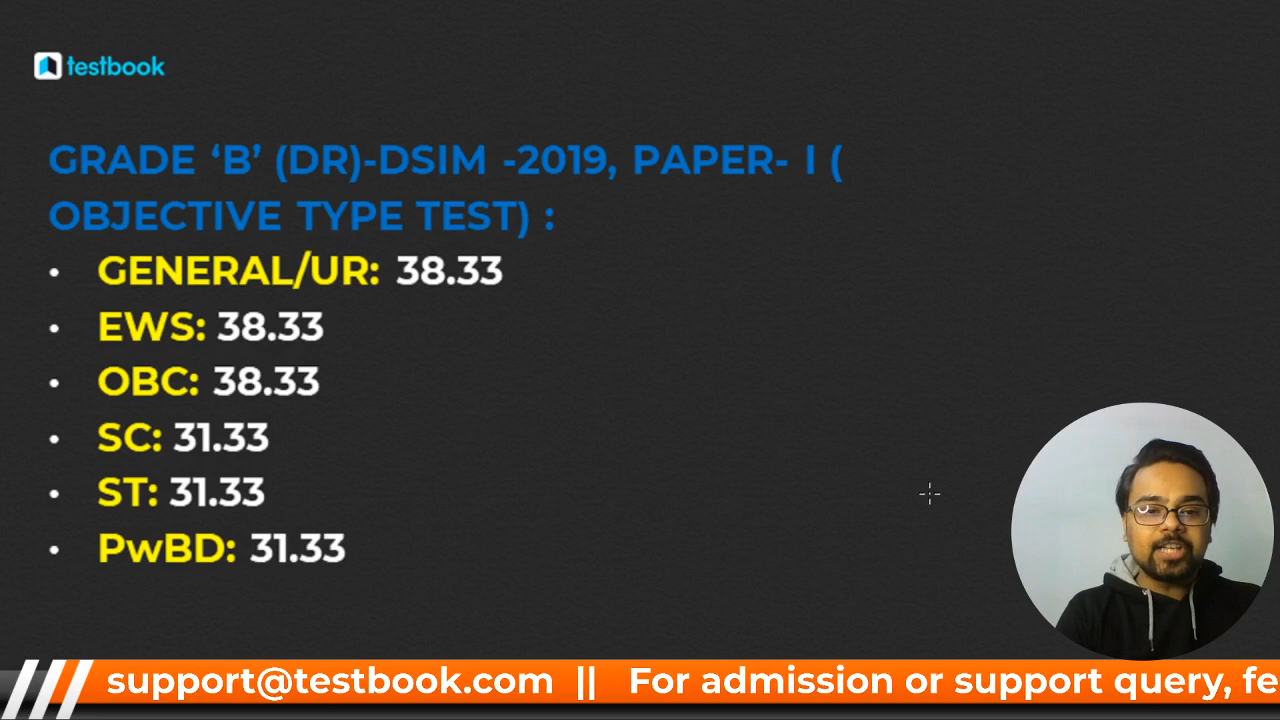 testbook
GRADE ‘B’ (DR)-DSIM -2019, PAPER- I (
OBJECTIVE TYPE TEST) :
• GENERAL/UR: 38.33
• EWS: 38.33
• OBC: 38.33
• SC: 31.33
• ST: 31.33
• PwBD: 31.33
support@testbook.com || For admission or support query, fe